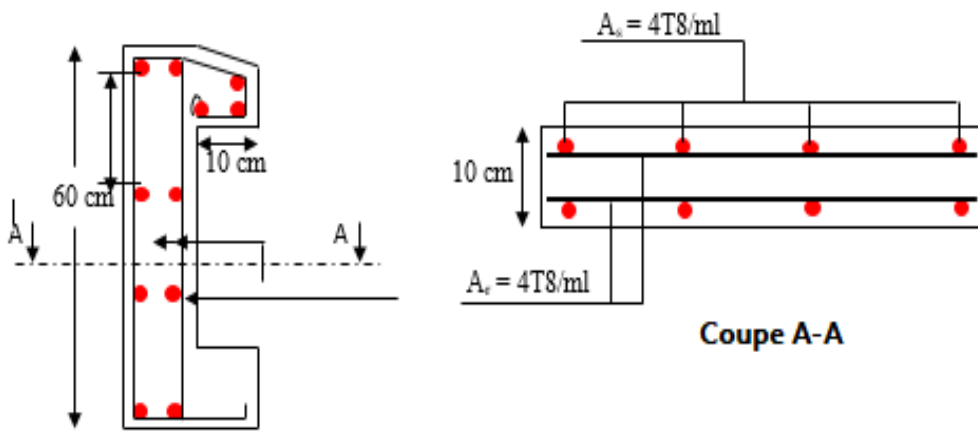 60 cm
10 cm
A
A
Aₛ = 4T8/ml
10 cm
Aᵣ = 4T8/ml
Coupe A-A